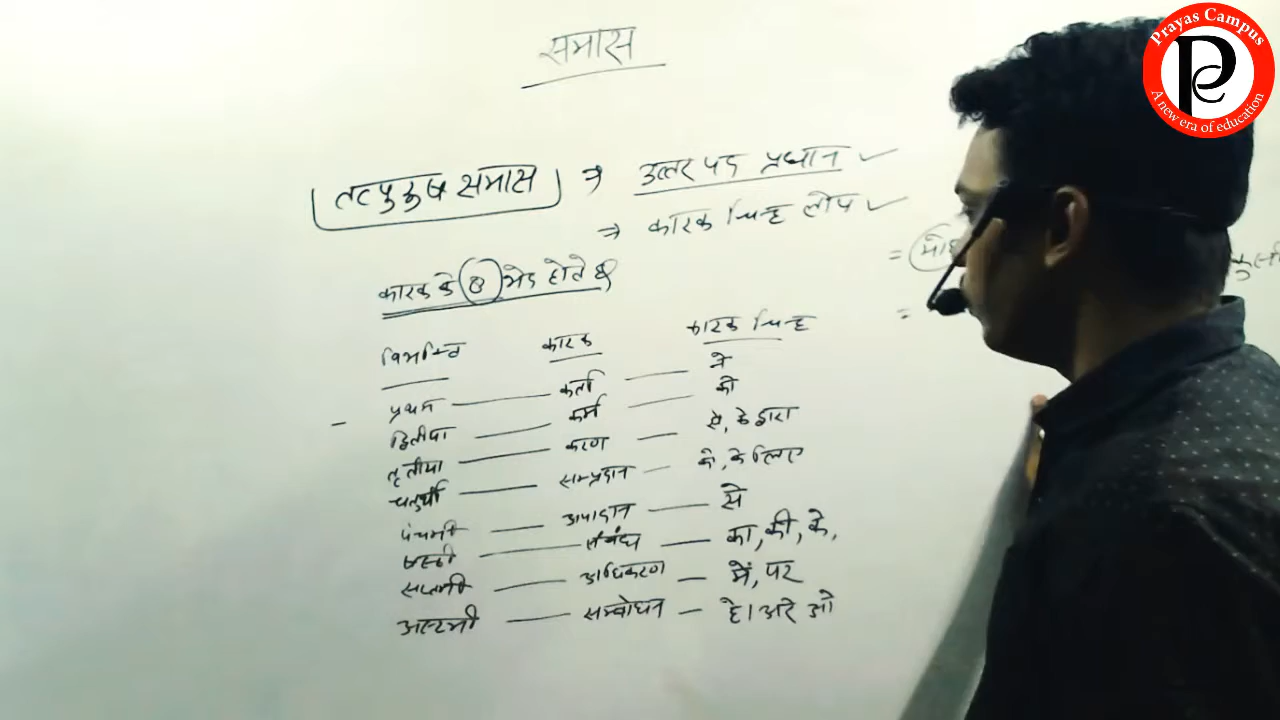 समास
तत्पुरुष समास ⇒ उत्तर पद प्रधान ✓
⇒ कारक चिन्ह लोप ✓
कारक के 8 भेद होते है
विभक्ति कारक कारक चिन्ह
प्रथम — कर्ता — ने
द्वितीया — कर्म — को
तृतीया — करण — से, के द्वारा
चतुर्थी — सम्प्रदान — को, के लिए
पंचमी — अपादान — से
षष्ठी — संबंध — का, की, के,
सप्तमी — अधिकरण — में, पर
अष्टमी — सम्बोधन — हे। अरे ओ
Prayas Campus
PC
A new era of education